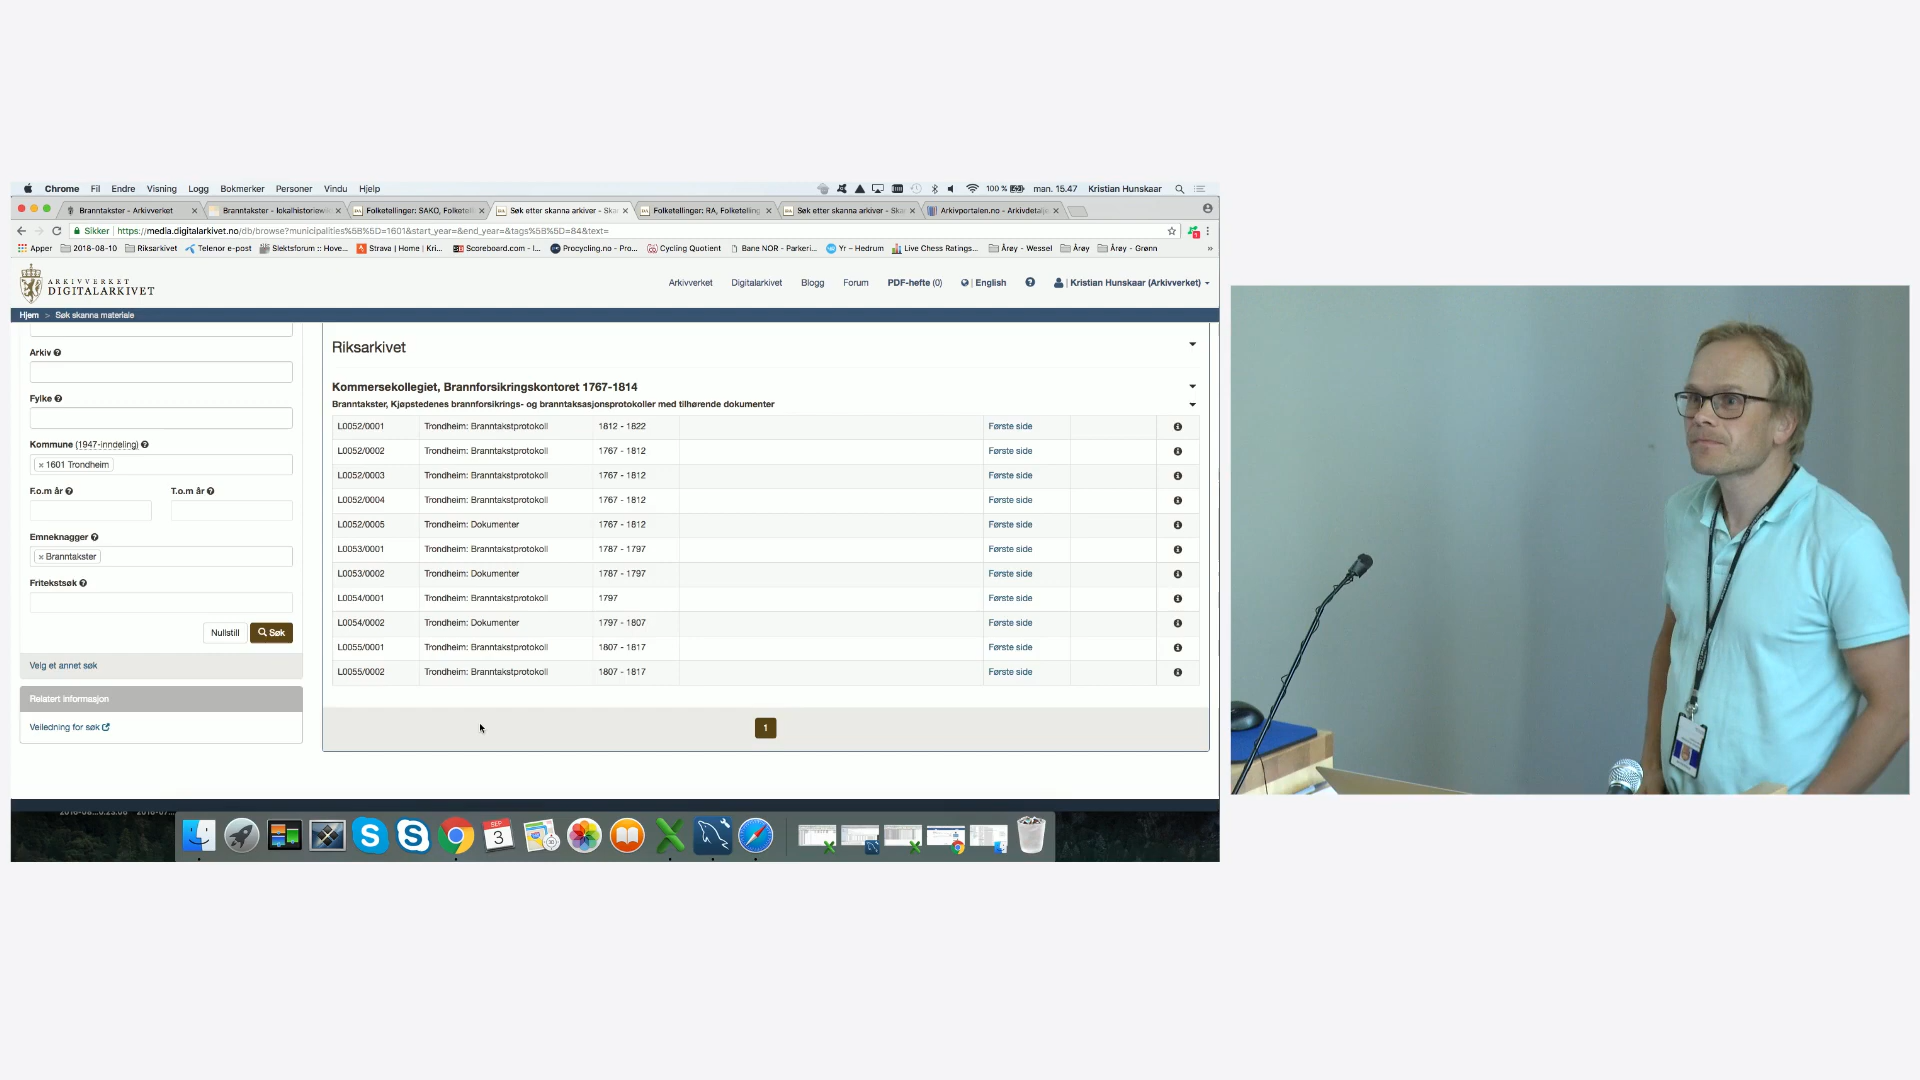 Chrome Fil Endre Visning Logg Bokmerker Personer Vindu Hjelp 100 % man. 15.47 Kristian Hunskaar
Branntakster - Arkivverket Branntakster - lokalhistoriewi Folketellinger: SAKO, Folketell Søk etter skanna arkiver - Ska Folketellinger: RA, Folketelling Søk etter skanna arkiver - Ska Arkivportalen.no - Arkivdetalje
Sikker https://media.digitalarkivet.no/db/browse?municipalities%5B%5D=1601&start_year=&end_year=&tags%5B%5D=84&text=
Apper 2018-08-10 Riksarkivet Telenor e-post Slektsforum :: Hove... Strava | Home | Kri... Scoreboard.com - l... Procycling.no - Pro... Cycling Quotient Bane NOR - Parkeri... Yr – Hedrum Live Chess Ratings... Årøy - Wessel Årøy Årøy - Grønn »
ARKIVVERKET
DIGITALARKIVET
Arkivverket Digitalarkivet Blogg Forum PDF-hefte (0) English Kristian Hunskaar (Arkivverket)
Hjem > Søk skanna materiale
Arkiv
Fylke
Kommune (1947-inndeling)
× 1601 Trondheim
F.o.m år T.o.m år
Emneknagger
× Branntakster
Fritekstsøk
Nullstill Søk
Velg et annet søk
Relatert informasjon
Veiledning for søk
Riksarkivet
Kommersekollegiet, Brannforsikringskontoret 1767-1814
Branntakster, Kjøpstedenes brannforsikrings- og branntaksasjonsprotokoller med tilhørende dokumenter
L0052/0001 Trondheim: Branntakstprotokoll 1812 - 1822 Første side
L0052/0002 Trondheim: Branntakstprotokoll 1767 - 1812 Første side
L0052/0003 Trondheim: Branntakstprotokoll 1767 - 1812 Første side
L0052/0004 Trondheim: Branntakstprotokoll 1767 - 1812 Første side
L0052/0005 Trondheim: Dokumenter 1767 - 1812 Første side
L0053/0001 Trondheim: Branntakstprotokoll 1787 - 1797 Første side
L0053/0002 Trondheim: Dokumenter 1787 - 1797 Første side
L0054/0001 Trondheim: Branntakstprotokoll 1797 Første side
L0054/0002 Trondheim: Dokumenter 1797 - 1807 Første side
L0055/0001 Trondheim: Branntakstprotokoll 1807 - 1817 Første side
L0055/0002 Trondheim: Branntakstprotokoll 1807 - 1817 Første side
1
SEP
3